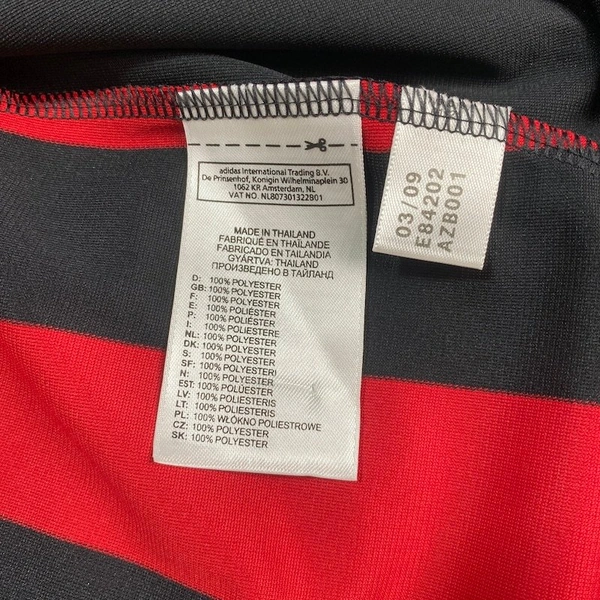 adidas International Trading B.V.
De Prinsenhof, Konigin Wilhelminaplein 30
1062 KR Amsterdam, NL
VAT NO. NL807301322B01
MADE IN THAILAND
FABRIQUÉ EN THAÏLANDE
FABRICADO EN TAILANDIA
GYÁRTVA: THAILAND
ПРОИЗВЕДЕНО В ТАЙЛАНД
D: 100% POLYESTER
GB: 100% POLYESTER
F: 100% POLYESTER
E: 100% POLIÉSTER
P: 100% POLIÉSTER
I: 100% POLIESTERE
NL: 100% POLYESTER
DK: 100% POLYESTER
S: 100% POLYESTER
SF: 100% POLYESTERI
N: 100% POLYESTER
EST: 100% POLÜESTER
LV: 100% POLIESTERIS
LT: 100% POLIESTERIS
PL: 100% WŁÓKNO POLIESTROWE
CZ: 100% POLYESTER
SK: 100% POLYESTER
03/09
E84202
AZB001